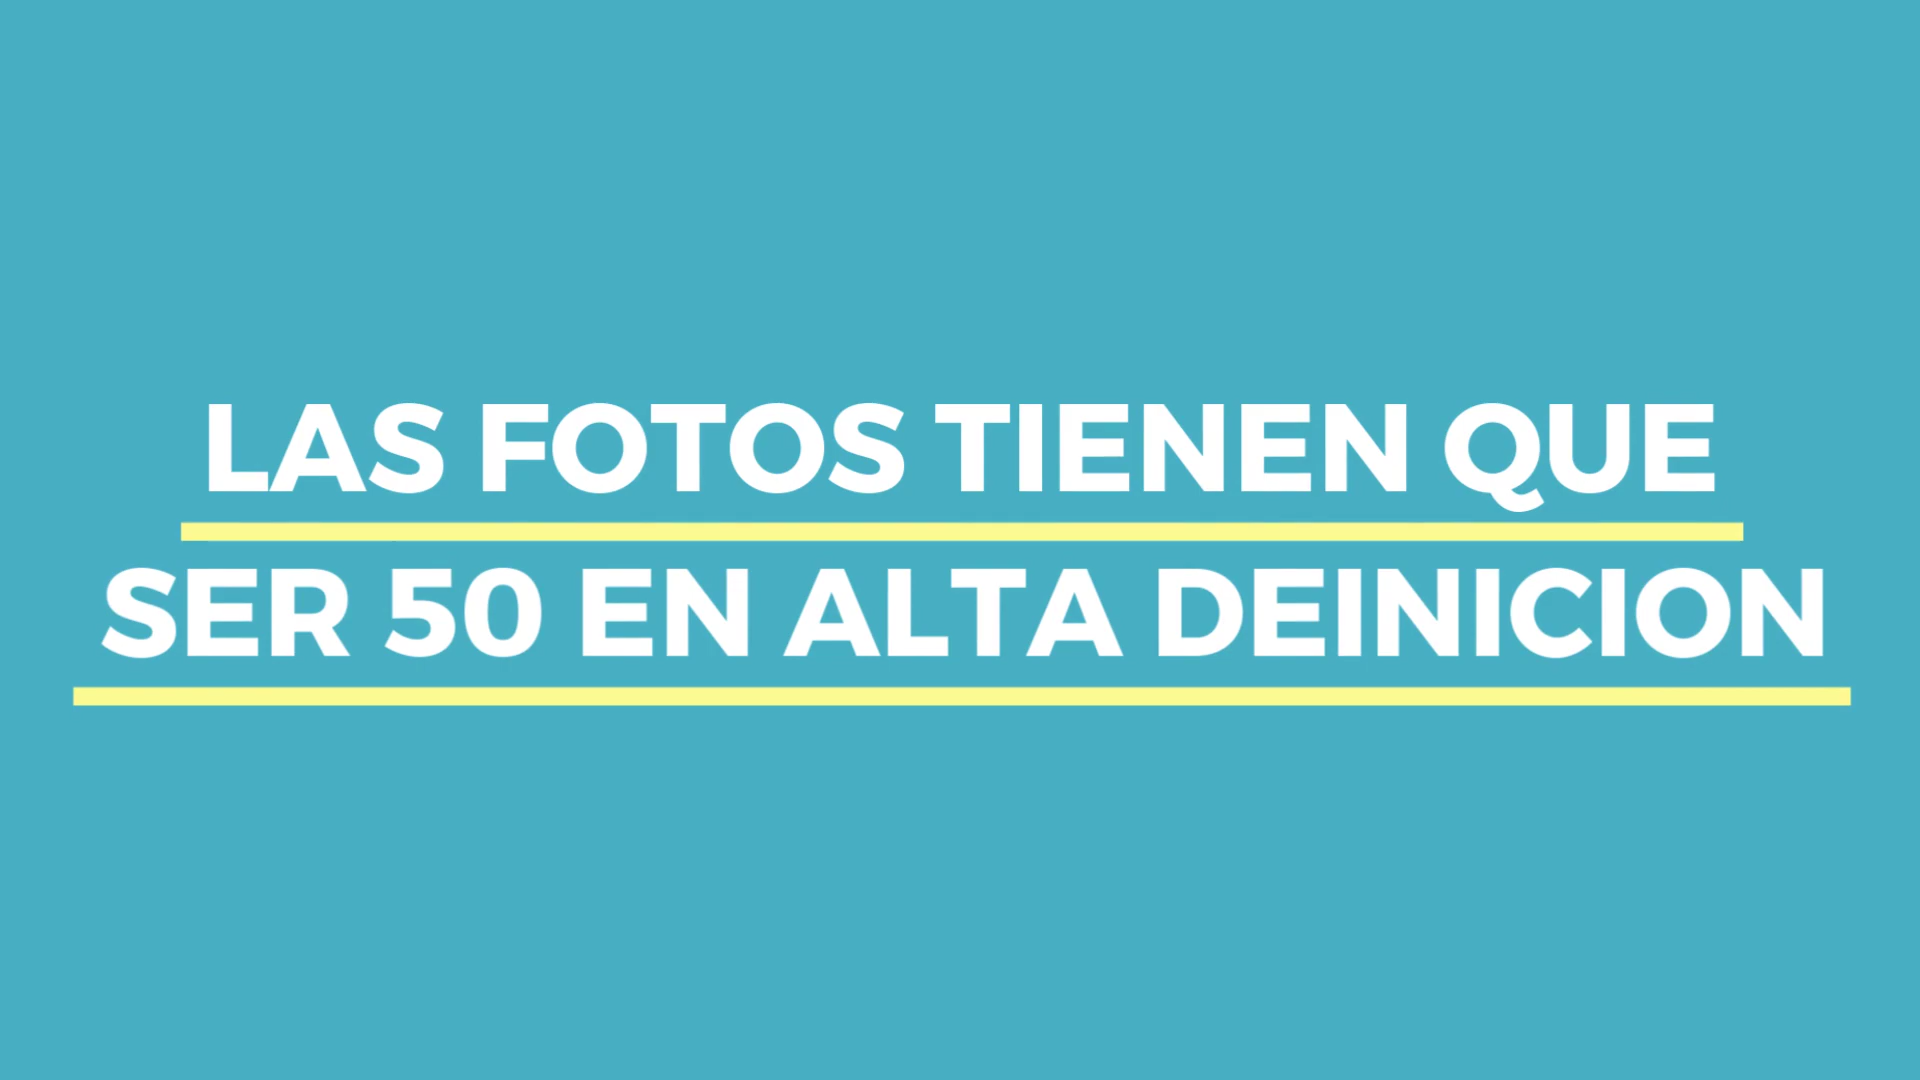 LAS FOTOS TIENEN QUE
SER 50 EN ALTA DEINICION